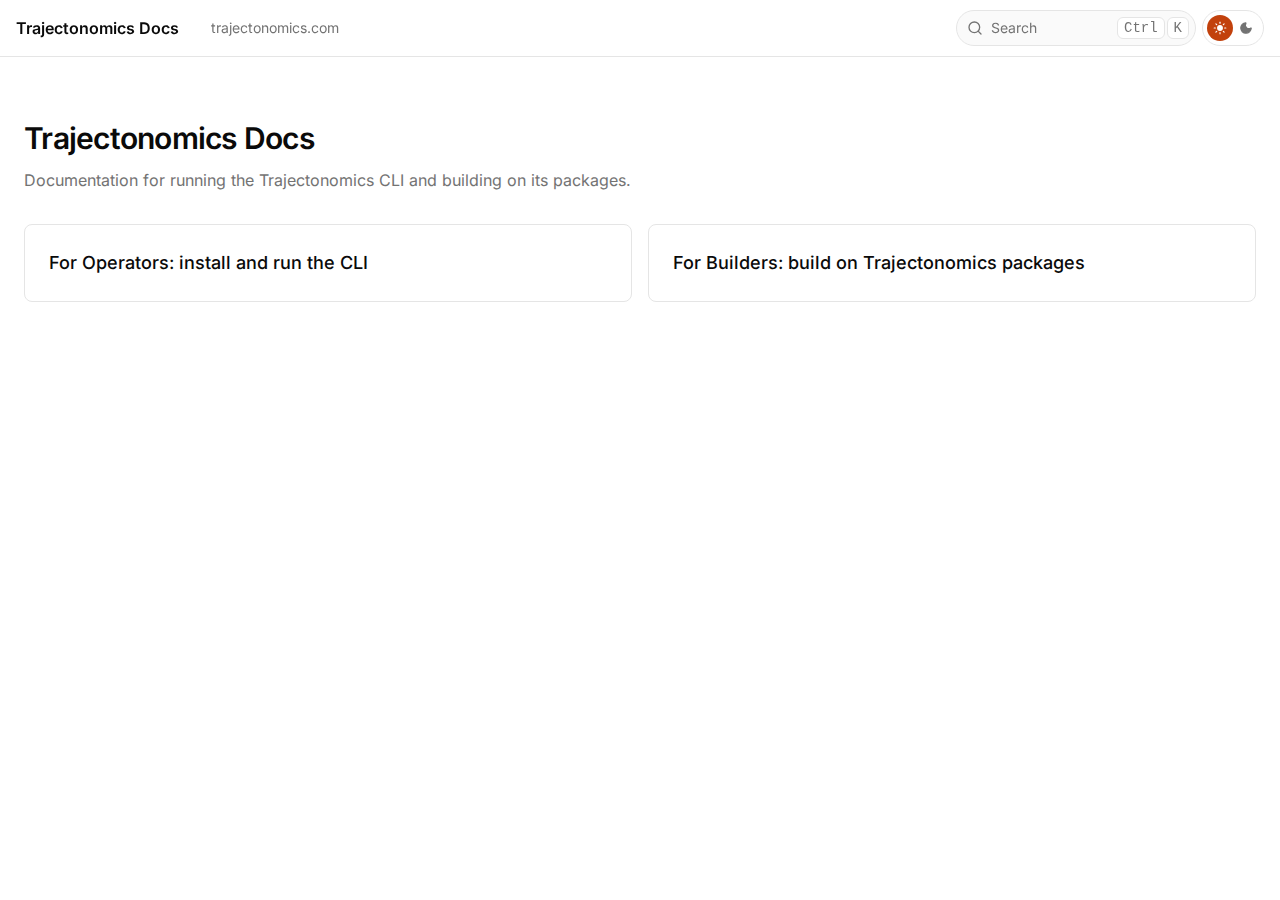 Trajectonomics Docs
trajectonomics.com
Search
Ctrl K
Trajectonomics Docs
Documentation for running the Trajectonomics CLI and building on its packages.
For Operators: install and run the CLI
For Builders: build on Trajectonomics packages